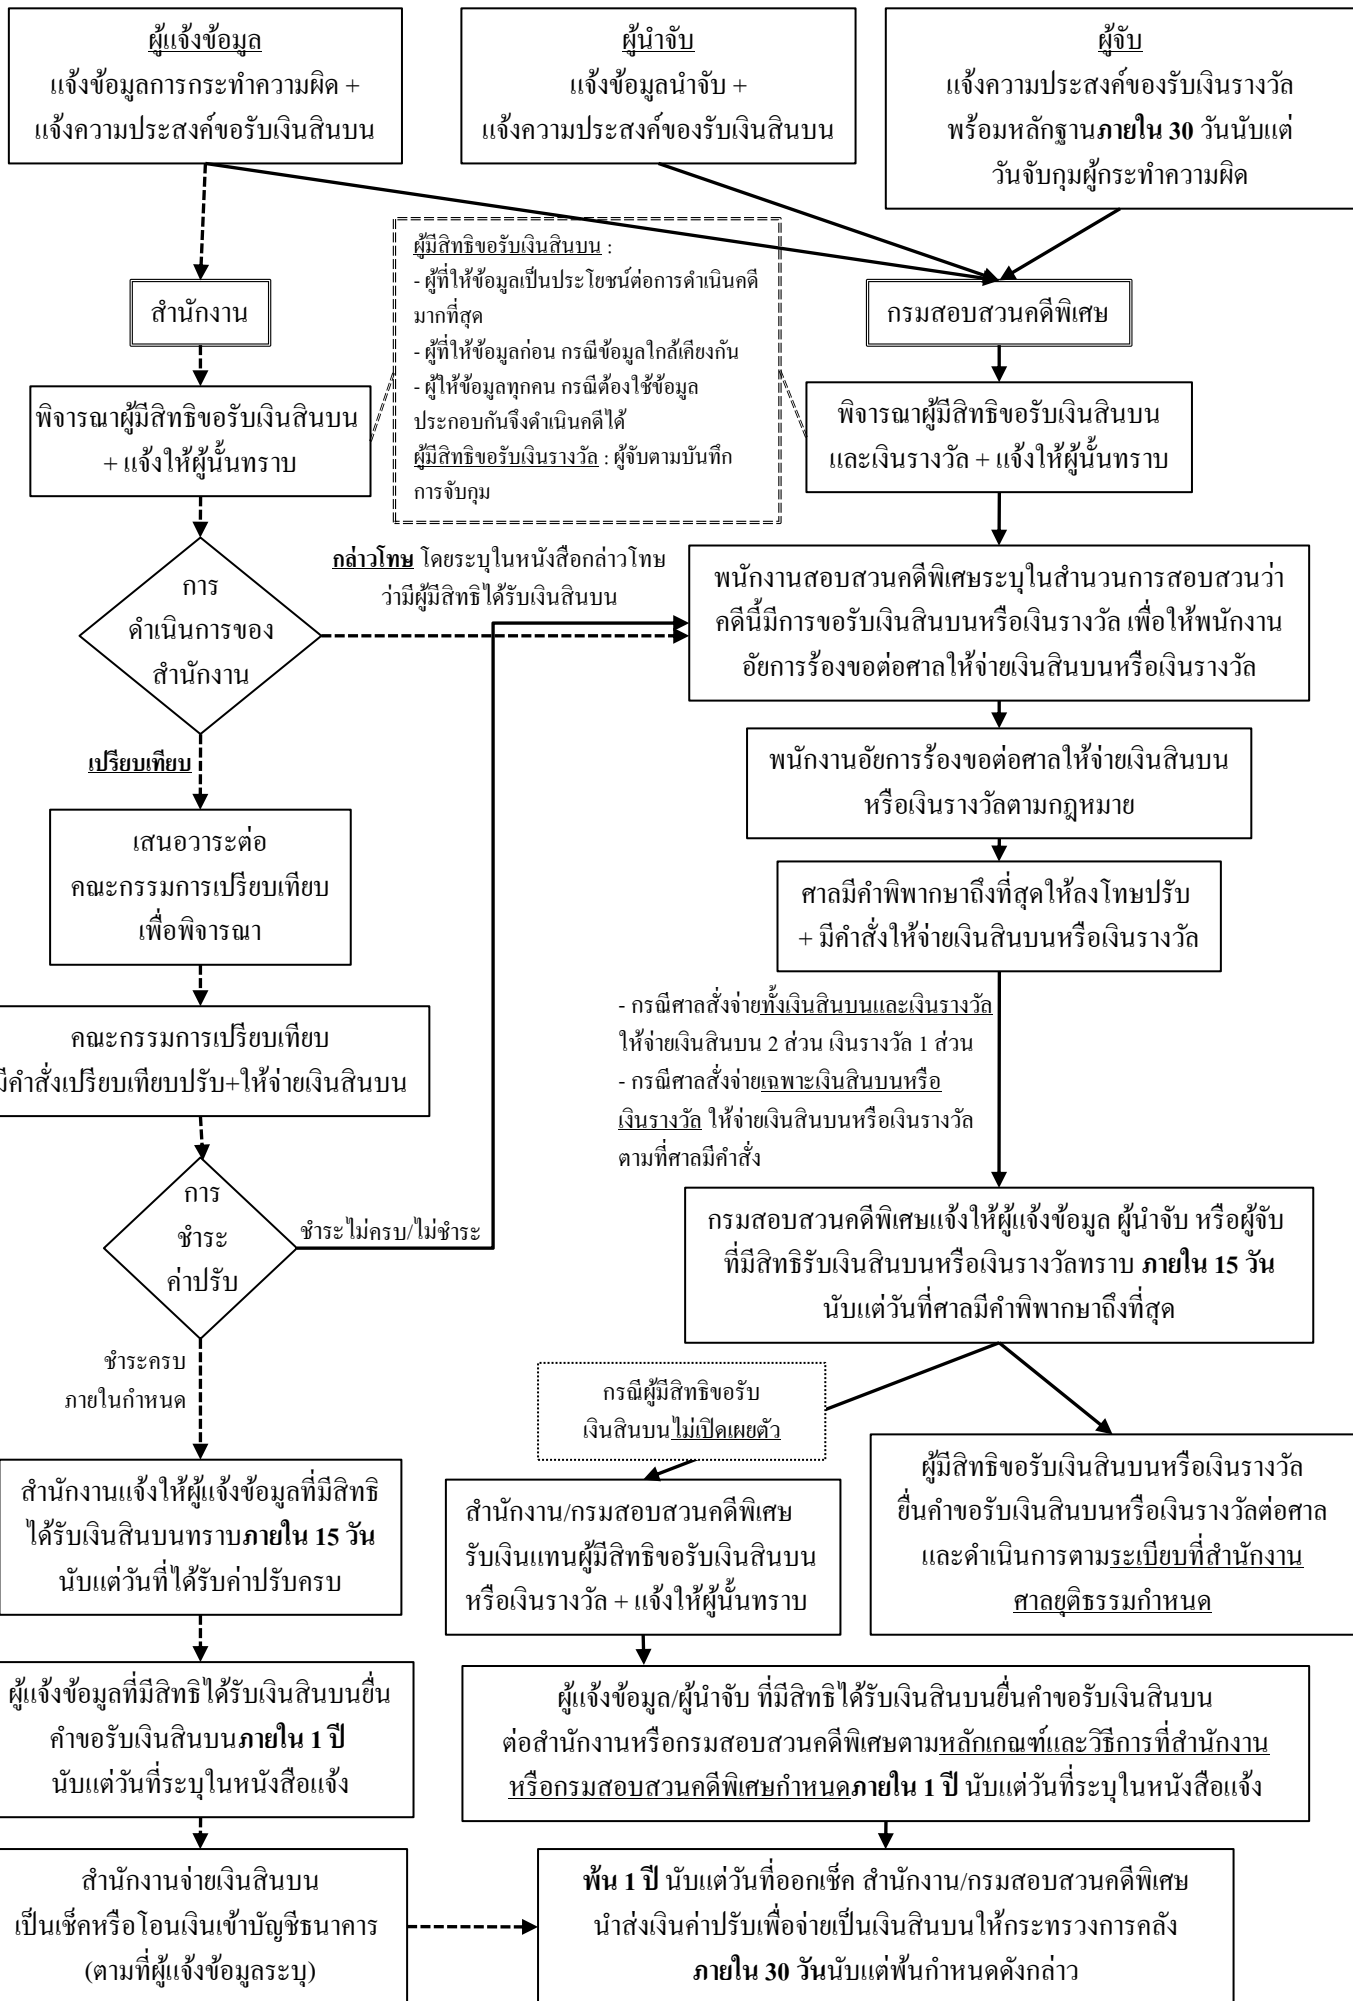 ผู้แจ้งข้อมูล
แจ้งข้อมูลการกระทำความผิด +
แจ้งความประสงค์ขอรับเงินสินบน
ผู้นำจับ
แจ้งข้อมูลนำจับ +
แจ้งความประสงค์ของรับเงินสินบน
ผู้จับ
แจ้งความประสงค์ของรับเงินรางวัล
พร้อมหลักฐานภายใน 30 วันนับแต่
วันจับกุมผู้กระทำความผิด
ผู้มีสิทธิขอรับเงินสินบน :
- ผู้ที่ให้ข้อมูลเป็นประโยชน์ต่อการดำเนินคดี
มากที่สุด
- ผู้ที่ให้ข้อมูลก่อน กรณีข้อมูลใกล้เคียงกัน
- ผู้ให้ข้อมูลทุกคน กรณีต้องใช้ข้อมูล
ประกอบกันจึงดำเนินคดีได้
ผู้มีสิทธิขอรับเงินรางวัล : ผู้จับตามบันทึก
การจับกุม
สำนักงาน
กรมสอบสวนคดีพิเศษ
พิจารณาผู้มีสิทธิขอรับเงินสินบน
+ แจ้งให้ผู้นั้นทราบ
พิจารณาผู้มีสิทธิขอรับเงินสินบน
และเงินรางวัล + แจ้งให้ผู้นั้นทราบ
การ
ดำเนินการของ
สำนักงาน
กล่าวโทษ โดยระบุในหนังสือกล่าวโทษ
ว่ามีผู้มีสิทธิได้รับเงินสินบน
พนักงานสอบสวนคดีพิเศษระบุในสำนวนการสอบสวนว่า
คดีนี้มีการขอรับเงินสินบนหรือเงินรางวัล เพื่อให้พนักงาน
อัยการร้องขอต่อศาลให้จ่ายเงินสินบนหรือเงินรางวัล
เปรียบเทียบ
พนักงานอัยการร้องขอต่อศาลให้จ่ายเงินสินบน
หรือเงินรางวัลตามกฎหมาย
เสนอวาระต่อ
คณะกรรมการเปรียบเทียบ
เพื่อพิจารณา
ศาลมีคำพิพากษาถึงที่สุดให้ลงโทษปรับ
+ มีคำสั่งให้จ่ายเงินสินบนหรือเงินรางวัล
คณะกรรมการเปรียบเทียบ
มีคำสั่งเปรียบเทียบปรับ+ให้จ่ายเงินสินบน
- กรณีศาลสั่งจ่ายทั้งเงินสินบนและเงินรางวัล
ให้จ่ายเงินสินบน 2 ส่วน เงินรางวัล 1 ส่วน
- กรณีศาลสั่งจ่ายเฉพาะเงินสินบนหรือ
เงินรางวัล ให้จ่ายเงินสินบนหรือเงินรางวัล
ตามที่ศาลมีคำสั่ง
การ
ชำระ
ค่าปรับ
ชำระไม่ครบ/ไม่ชำระ
กรมสอบสวนคดีพิเศษแจ้งให้ผู้แจ้งข้อมูล ผู้นำจับ หรือผู้จับ
ที่มีสิทธิรับเงินสินบนหรือเงินรางวัลทราบ ภายใน 15 วัน
นับแต่วันที่ศาลมีคำพิพากษาถึงที่สุด
ชำระครบ
ภายในกำหนด
กรณีผู้มีสิทธิขอรับ
เงินสินบนไม่เปิดเผยตัว
สำนักงานแจ้งให้ผู้แจ้งข้อมูลที่มีสิทธิ
ได้รับเงินสินบนทราบภายใน 15 วัน
นับแต่วันที่ได้รับค่าปรับครบ
สำนักงาน/กรมสอบสวนคดีพิเศษ
รับเงินแทนผู้มีสิทธิขอรับเงินสินบน
หรือเงินรางวัล + แจ้งให้ผู้นั้นทราบ
ผู้มีสิทธิขอรับเงินสินบนหรือเงินรางวัล
ยื่นคำขอรับเงินสินบนหรือเงินรางวัลต่อศาล
และดำเนินการตามระเบียบที่สำนักงาน
ศาลยุติธรรมกำหนด
ผู้แจ้งข้อมูลที่มีสิทธิได้รับเงินสินบนยื่น
คำขอรับเงินสินบนภายใน 1 ปี
นับแต่วันที่ระบุในหนังสือแจ้ง
ผู้แจ้งข้อมูล/ผู้นำจับ ที่มีสิทธิได้รับเงินสินบนยื่นคำขอรับเงินสินบน
ต่อสำนักงานหรือกรมสอบสวนคดีพิเศษตามหลักเกณฑ์และวิธีการที่สำนักงาน
หรือกรมสอบสวนคดีพิเศษกำหนดภายใน 1 ปี นับแต่วันที่ระบุในหนังสือแจ้ง
สำนักงานจ่ายเงินสินบน
เป็นเช็คหรือโอนเงินเข้าบัญชีธนาคาร
(ตามที่ผู้แจ้งข้อมูลระบุ)
พ้น 1 ปี นับแต่วันที่ออกเช็ค สำนักงาน/กรมสอบสวนคดีพิเศษ
นำส่งเงินค่าปรับเพื่อจ่ายเป็นเงินสินบนให้กระทรวงการคลัง
ภายใน 30 วันนับแต่พ้นกำหนดดังกล่าว